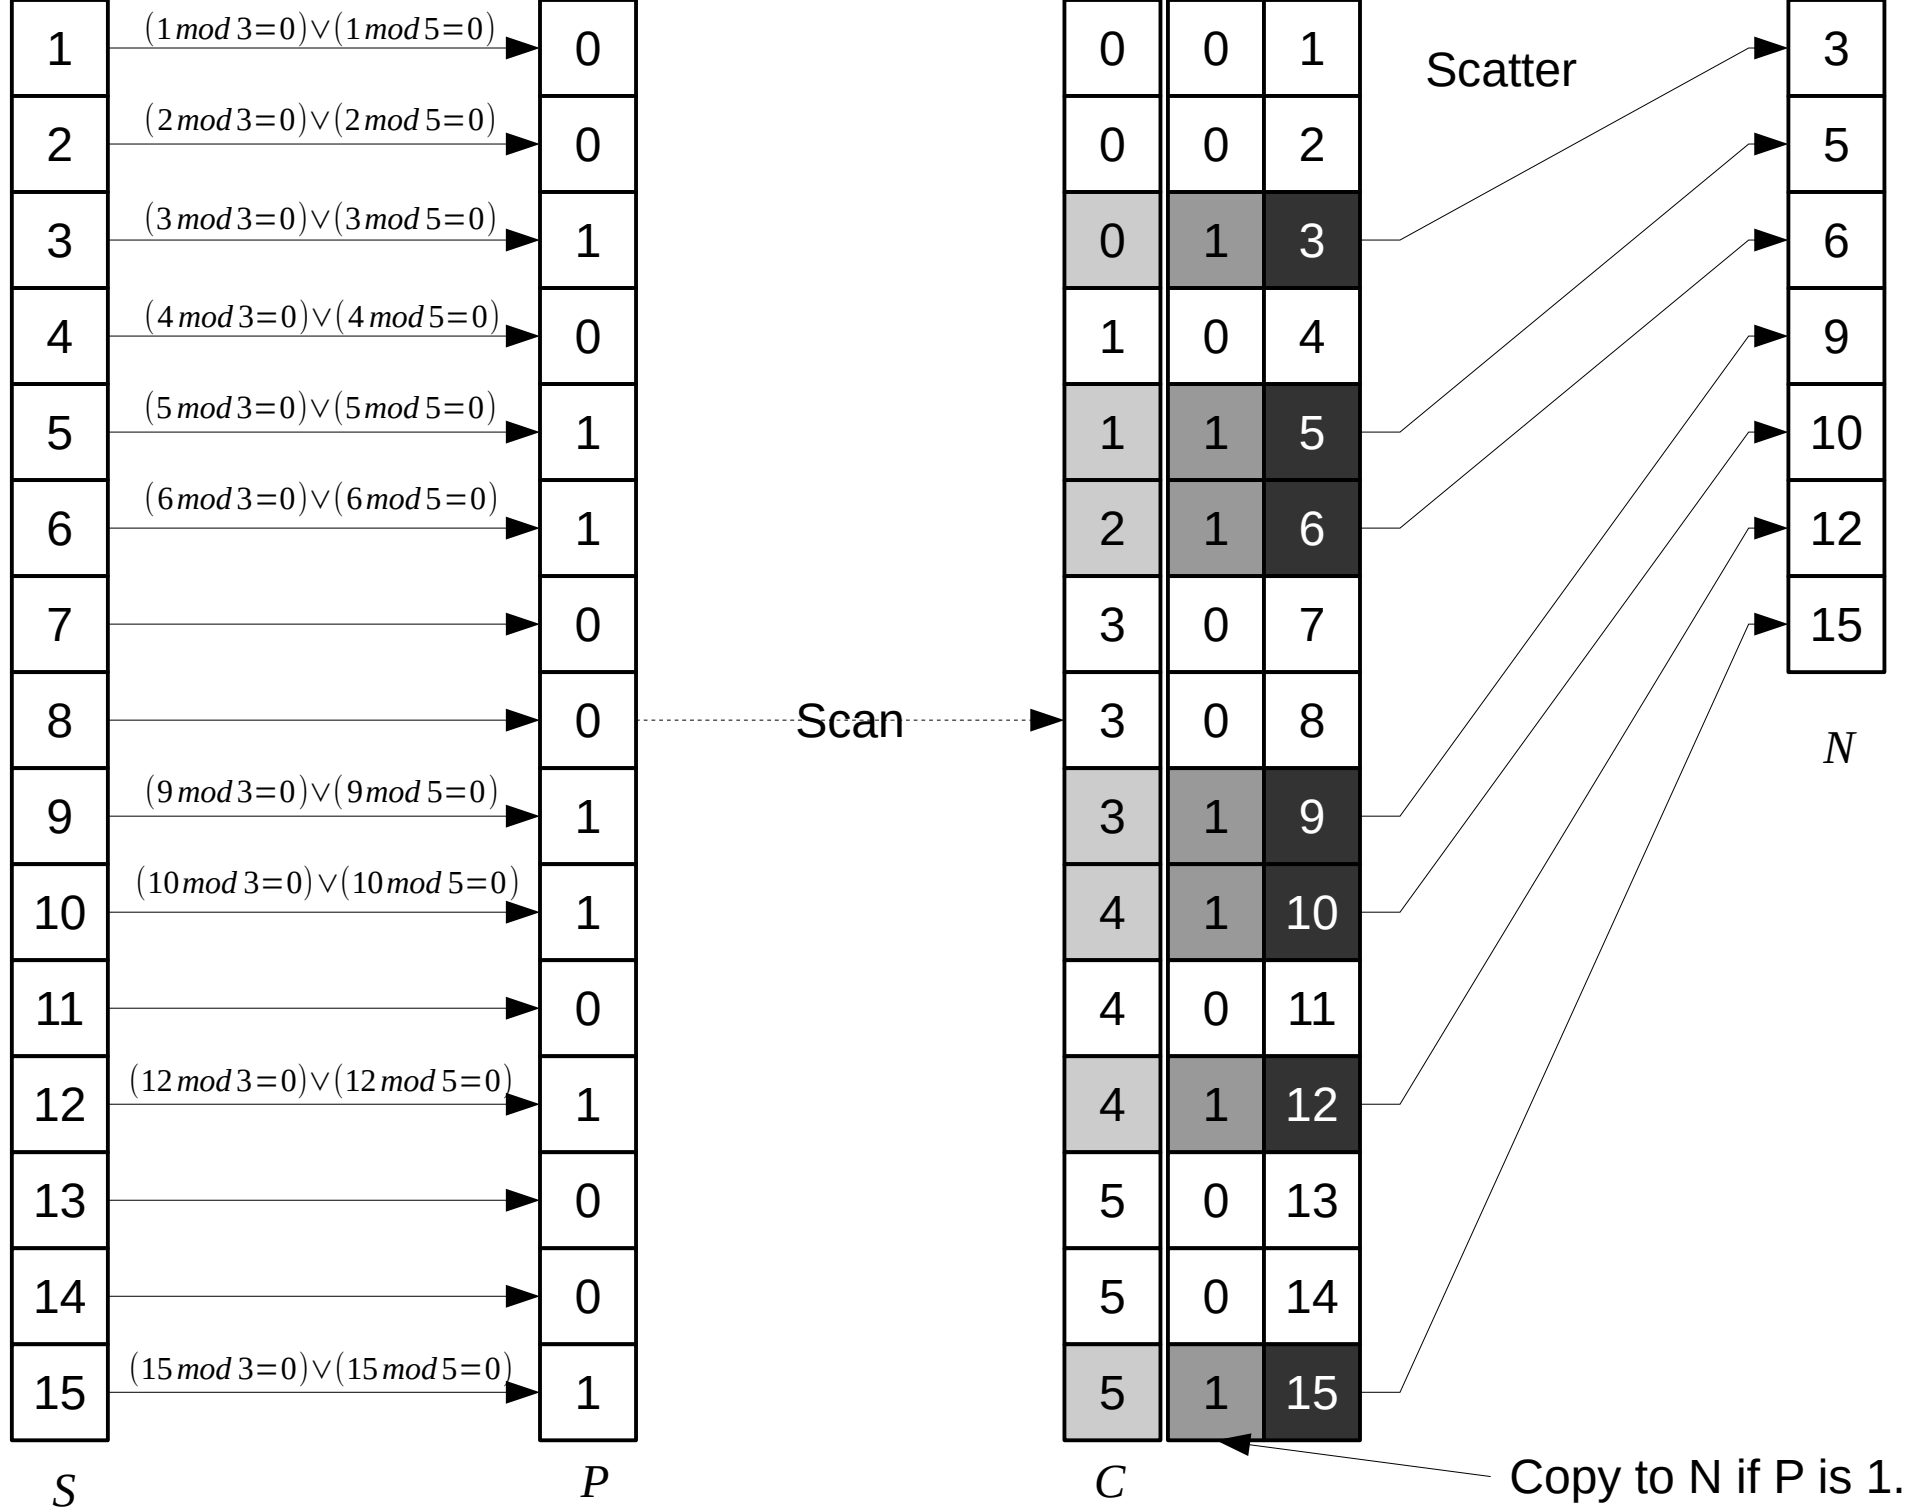 1 (1 mod 3=0)∨(1 mod 5=0) 0 0 0 1 3
Scatter
2 (2 mod 3=0)∨(2 mod 5=0) 0 0 0 2 5
3 (3 mod 3=0)∨(3 mod 5=0) 1 0 1 3 6
4 (4 mod 3=0)∨(4 mod 5=0) 0 1 0 4 9
5 (5 mod 3=0)∨(5 mod 5=0) 1 1 1 5 10
6 (6 mod 3=0)∨(6 mod 5=0) 1 2 1 6 12
7 0 3 0 7 15
8 0 Scan 3 0 8
N
9 (9 mod 3=0)∨(9 mod 5=0) 1 3 1 9
10 (10 mod 3=0)∨(10 mod 5=0) 1 4 1 10
11 0 4 0 11
12 (12 mod 3=0)∨(12 mod 5=0) 1 4 1 12
13 0 5 0 13
14 0 5 0 14
15 (15 mod 3=0)∨(15 mod 5=0) 1 5 1 15
S P C Copy to N if P is 1.